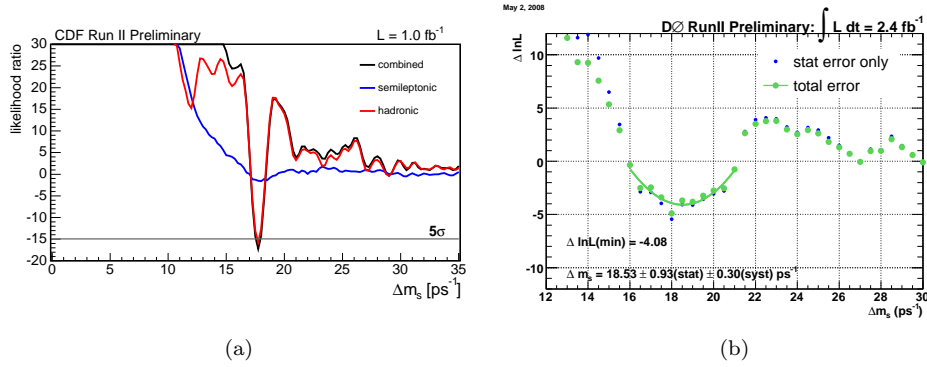 CDF Run II Preliminary
L = 1.0 fb⁻¹
likelihood ratio
30
25
20
15
10
5
0
-5
-10
-15
-20
combined
semileptonic
hadronic
5σ
0 5 10 15 20 25 30 35
Δmₛ [ps⁻¹]
(a)
May 2, 2008
DØ RunII Preliminary: ∫ L dt = 2.4 fb⁻¹
Δ lnL
10
5
0
-5
-10
stat error only
total error
Δ lnL(min) = -4.08
Δ mₛ = 18.53 ± 0.93(stat) ± 0.30(syst) ps⁻¹
12 14 16 18 20 22 24 26 28 30
Δmₛ (ps⁻¹)
(b)